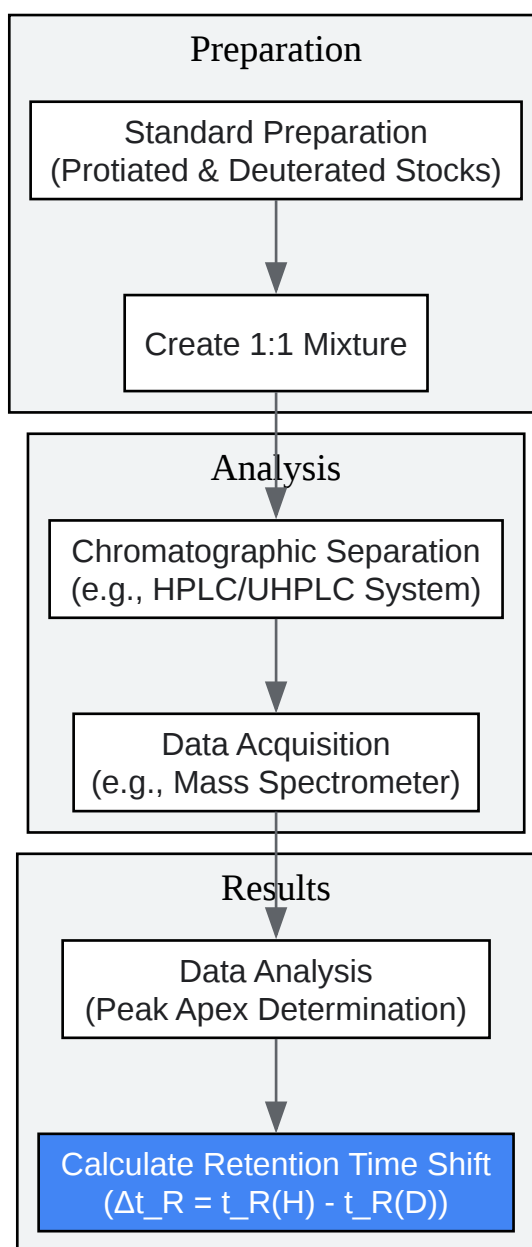 Preparation
Standard Preparation
(Protiated & Deuterated Stocks)
Create 1:1 Mixture
Analysis
Chromatographic Separation
(e.g., HPLC/UHPLC System)
Data Acquisition
(e.g., Mass Spectrometer)
Results
Data Analysis
(Peak Apex Determination)
Calculate Retention Time Shift
(Δt_R = t_R(H) - t_R(D))